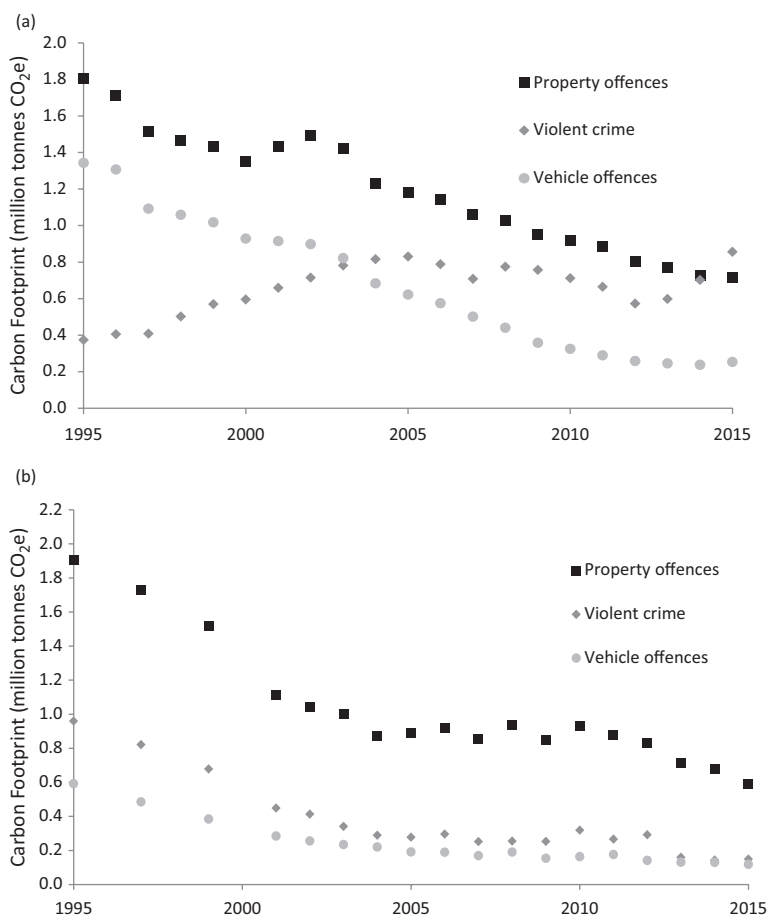 (a)
Carbon Footprint (million tonnes CO₂e)
2.0
1.8
1.6
1.4
1.2
1.0
0.8
0.6
0.4
0.2
0.0
Property offences
Violent crime
Vehicle offences
1995 2000 2005 2010 2015
(b)
Carbon Footprint (million tonnes CO₂e)
2.2
2.0
1.8
1.6
1.4
1.2
1.0
0.8
0.6
0.4
0.2
0.0
Property offences
Violent crime
Vehicle offences
1995 2000 2005 2010 2015